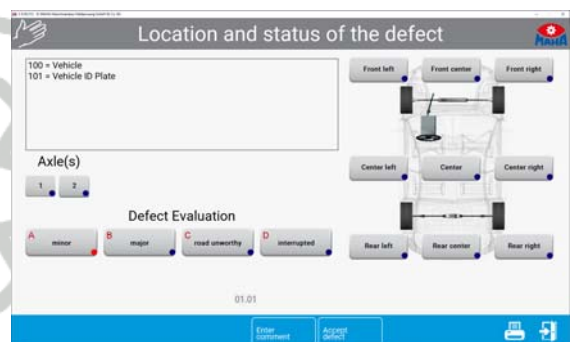 Location and status of the defect
MAHA
100 = Vehicle
101 = Vehicle ID Plate
Front left
Front center
Front right
Axle(s)
1
2
Center left
Center
Center right
Defect Evaluation
A minor
B major
C road unworthy
D interrupted
Rear left
Rear center
Rear right
01.01
Enter comment
Accept defect